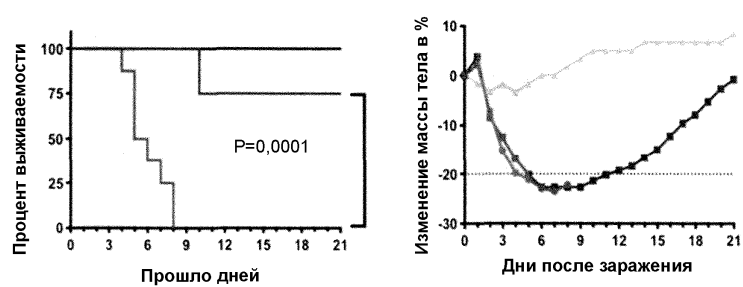 Процент выживаемости
100
75
50
25
0
P=0,0001
0 3 6 9 12 15 18 21
Прошло дней
Изменение массы тела в %
10
0
-10
-20
-30
0 3 6 9 12 15 18 21
Дни после заражения